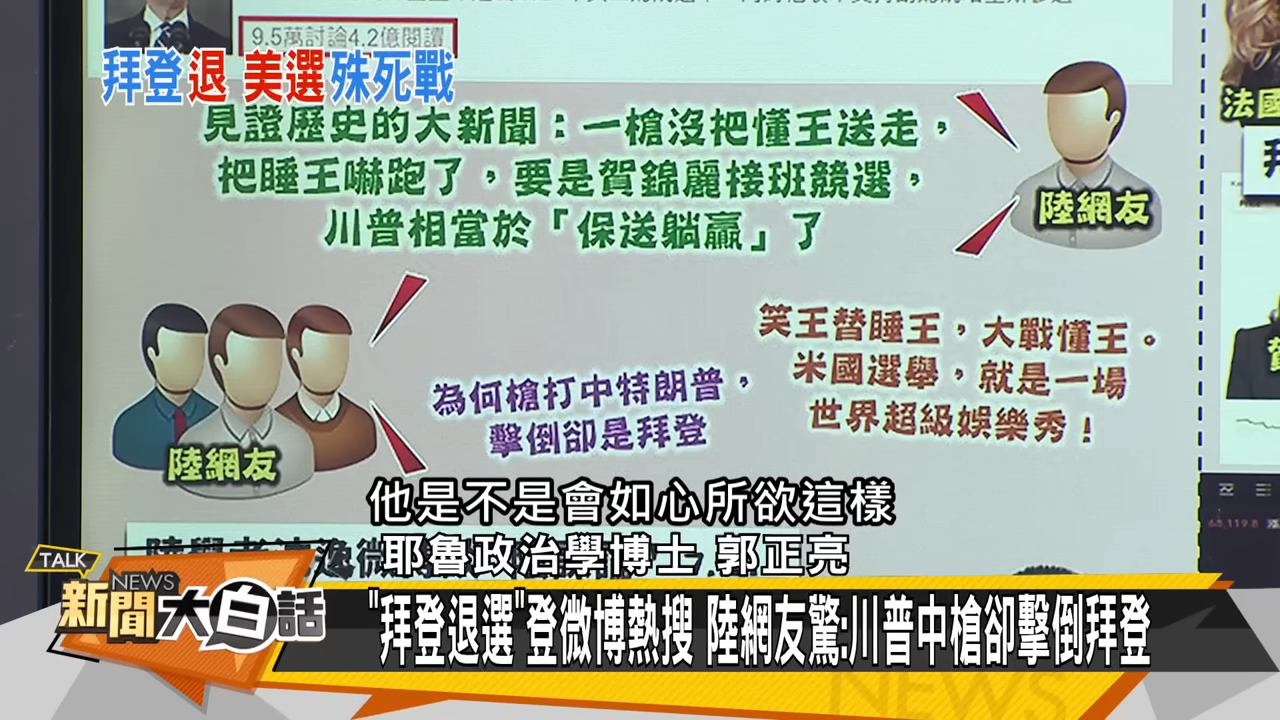 9.5萬討論4.2億閱讀
拜登退 美選殊死戰
見證歷史的大新聞：一槍沒把懂王送走，
把睡王嚇跑了，要是賀錦麗接班競選，
川普相當於「保送躺贏」了
陸網友
法國
笑王替睡王，大戰懂王。
米國選舉，就是一場
世界超級娛樂秀！
為何槍打中特朗普，
擊倒卻是拜登
陸網友
他是不是會如心所欲這樣
耶魯政治學博士 郭正亮
TALK
NEWS
新聞大白話
"拜登退選"登微博熱搜 陸網友驚:川普中槍卻擊倒拜登
NEWS